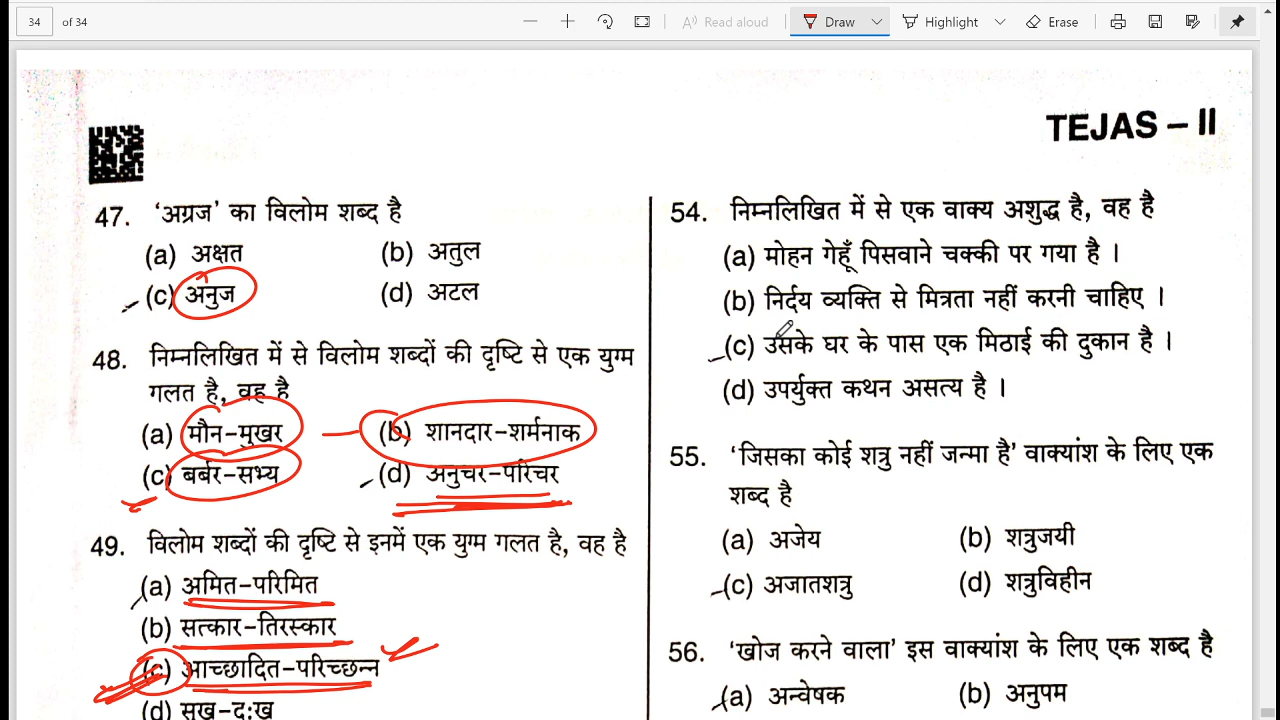 34 of 34 Read aloud Draw Highlight Erase
TEJAS – II
47. 'अग्रज' का विलोम शब्द है
(a) अक्षत (b) अतुल
(c) अनुज (d) अटल
48. निम्नलिखित में से विलोम शब्दों की दृष्टि से एक युग्म
गलत है, वह है
(a) मौन–मुखर (b) शानदार–शर्मनाक
(c) बर्बर–सभ्य (d) अनुचर–परिचर
49. विलोम शब्दों की दृष्टि से इनमें एक युग्म गलत है, वह है
(a) अमित–परिमित
(b) सत्कार–तिरस्कार
(c) आच्छादित–परिच्छन्न
(d) सुख–दुःख
54. निम्नलिखित में से एक वाक्य अशुद्ध है, वह है
(a) मोहन गेहूँ पिसवाने चक्की पर गया है ।
(b) निर्दय व्यक्ति से मित्रता नहीं करनी चाहिए ।
(c) उसके घर के पास एक मिठाई की दुकान है ।
(d) उपर्युक्त कथन असत्य है ।
55. 'जिसका कोई शत्रु नहीं जन्मा है' वाक्यांश के लिए एक
शब्द है
(a) अजेय (b) शत्रुजयी
(c) अजातशत्रु (d) शत्रुविहीन
56. 'खोज करने वाला' इस वाक्यांश के लिए एक शब्द है
(a) अन्वेषक (b) अनुपम